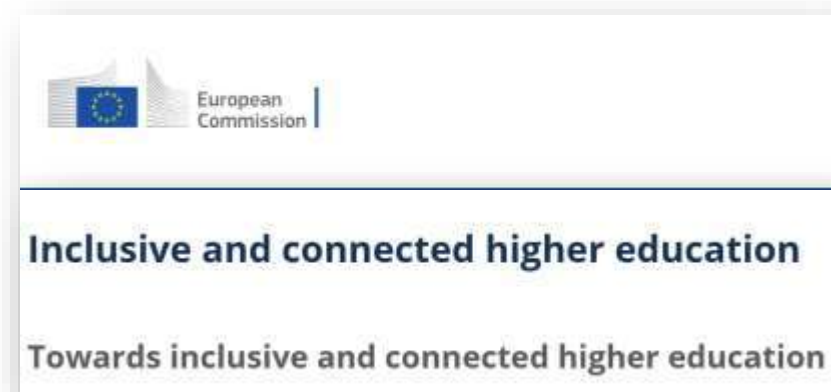 European
Commission
Inclusive and connected higher education
Towards inclusive and connected higher education